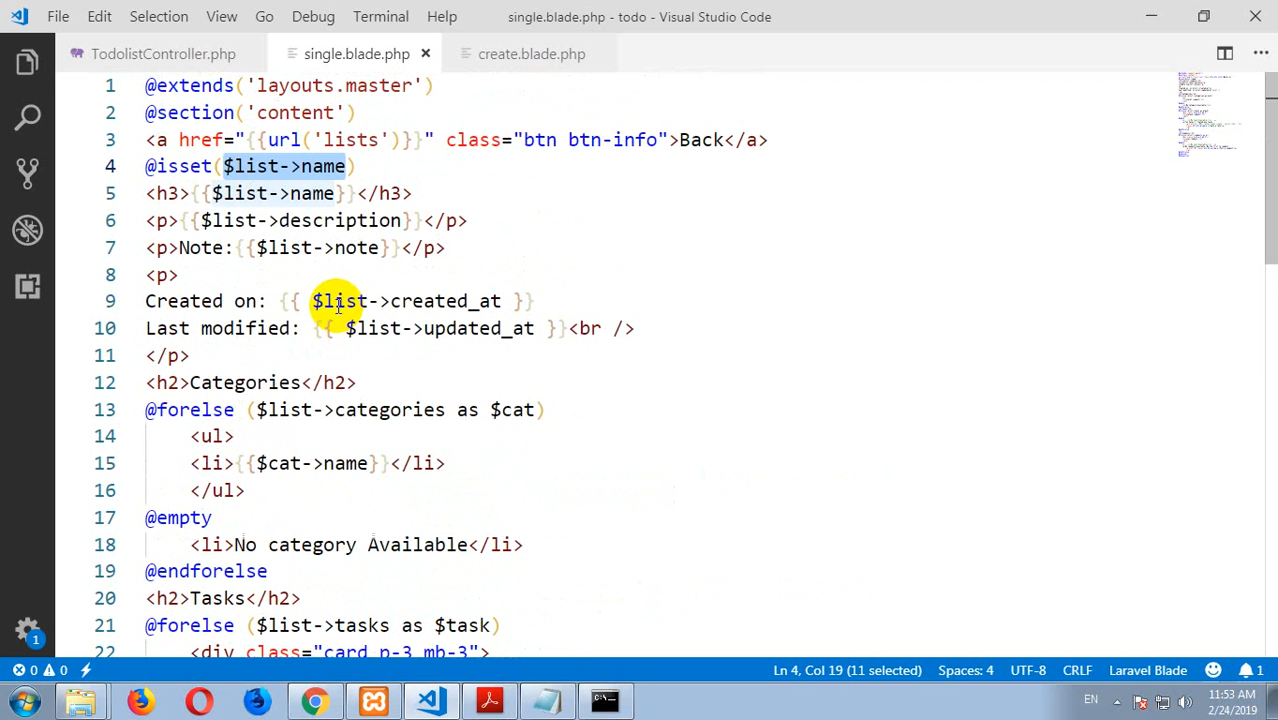 File Edit Selection View Go Debug Terminal Help single.blade.php - todo - Visual Studio Code
TodolistController.php single.blade.php create.blade.php
1 @extends('layouts.master')
2 @section('content')
3 <a href="{{url('lists')}}" class="btn btn-info">Back</a>
4 @isset($list->name)
5 <h3>{{$list->name}}</h3>
6 <p>{{$list->description}}</p>
7 <p>Note:{{$list->note}}</p>
8 <p>
9 Created on: {{ $list->created_at }}
10 Last modified: {{ $list->updated_at }}<br />
11 </p>
12 <h2>Categories</h2>
13 @forelse ($list->categories as $cat)
14 <ul>
15 <li>{{$cat->name}}</li>
16 </ul>
17 @empty
18 <li>No category Available</li>
19 @endforelse
20 <h2>Tasks</h2>
21 @forelse ($list->tasks as $task)
22 <div class="card p-3 mb-3">
0 0 Ln 4, Col 19 (11 selected) Spaces: 4 UTF-8 CRLF Laravel Blade 1
1
EN 11:53 AM
2/24/2019